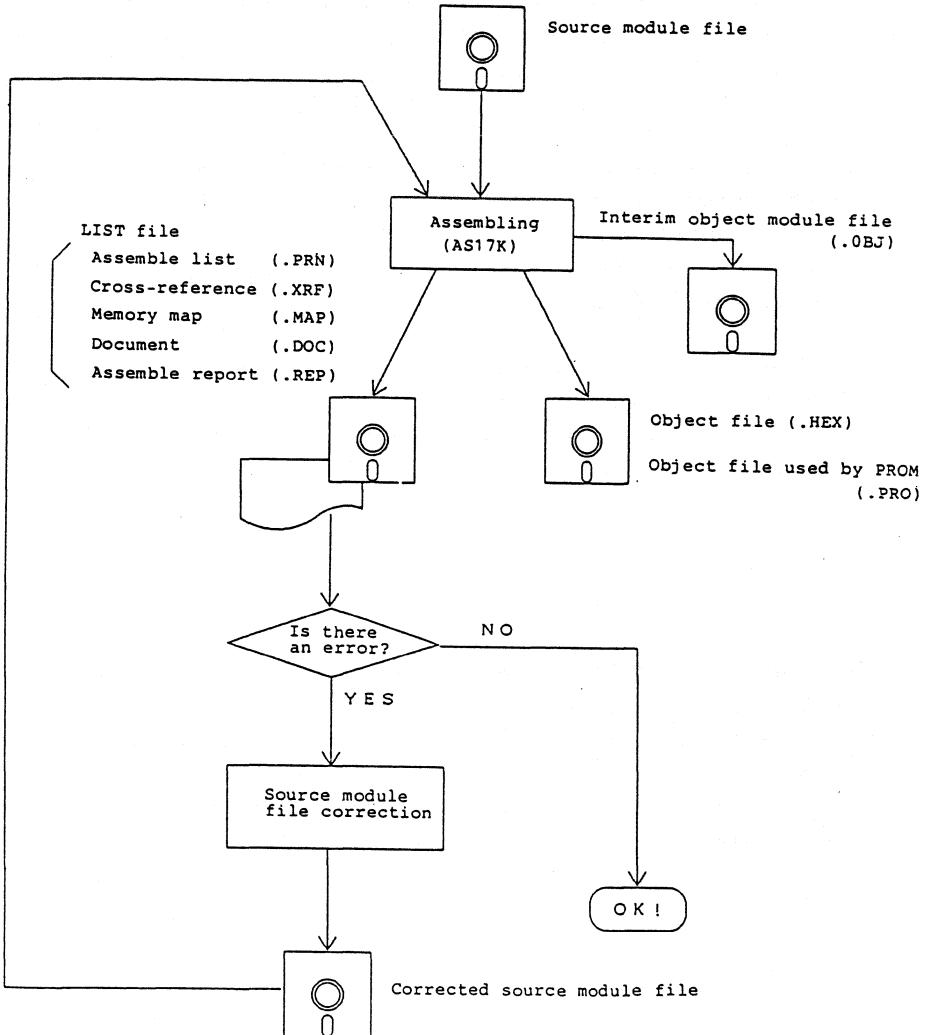 Source module file
Assembling
(AS17K)
Interim object module file
(.OBJ)
LIST file
Assemble list (.PRN)
Cross-reference (.XRF)
Memory map (.MAP)
Document (.DOC)
Assemble report (.REP)
Object file (.HEX)
Object file used by PROM
(.PRO)
Is there
an error?
NO
YES
Source module
file correction
OK!
Corrected source module file